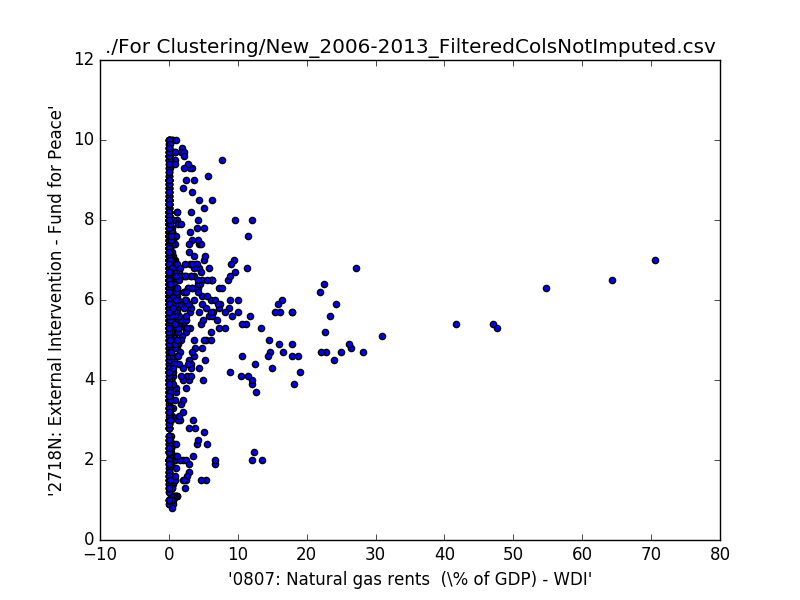 ./For Clustering/New_2006-2013_FilteredColsNotImputed.csv
12
10
8
6
4
2
0
'2718N: External Intervention - Fund for Peace'
−10 0 10 20 30 40 50 60 70 80
'0807: Natural gas rents  (\% of GDP) - WDI'